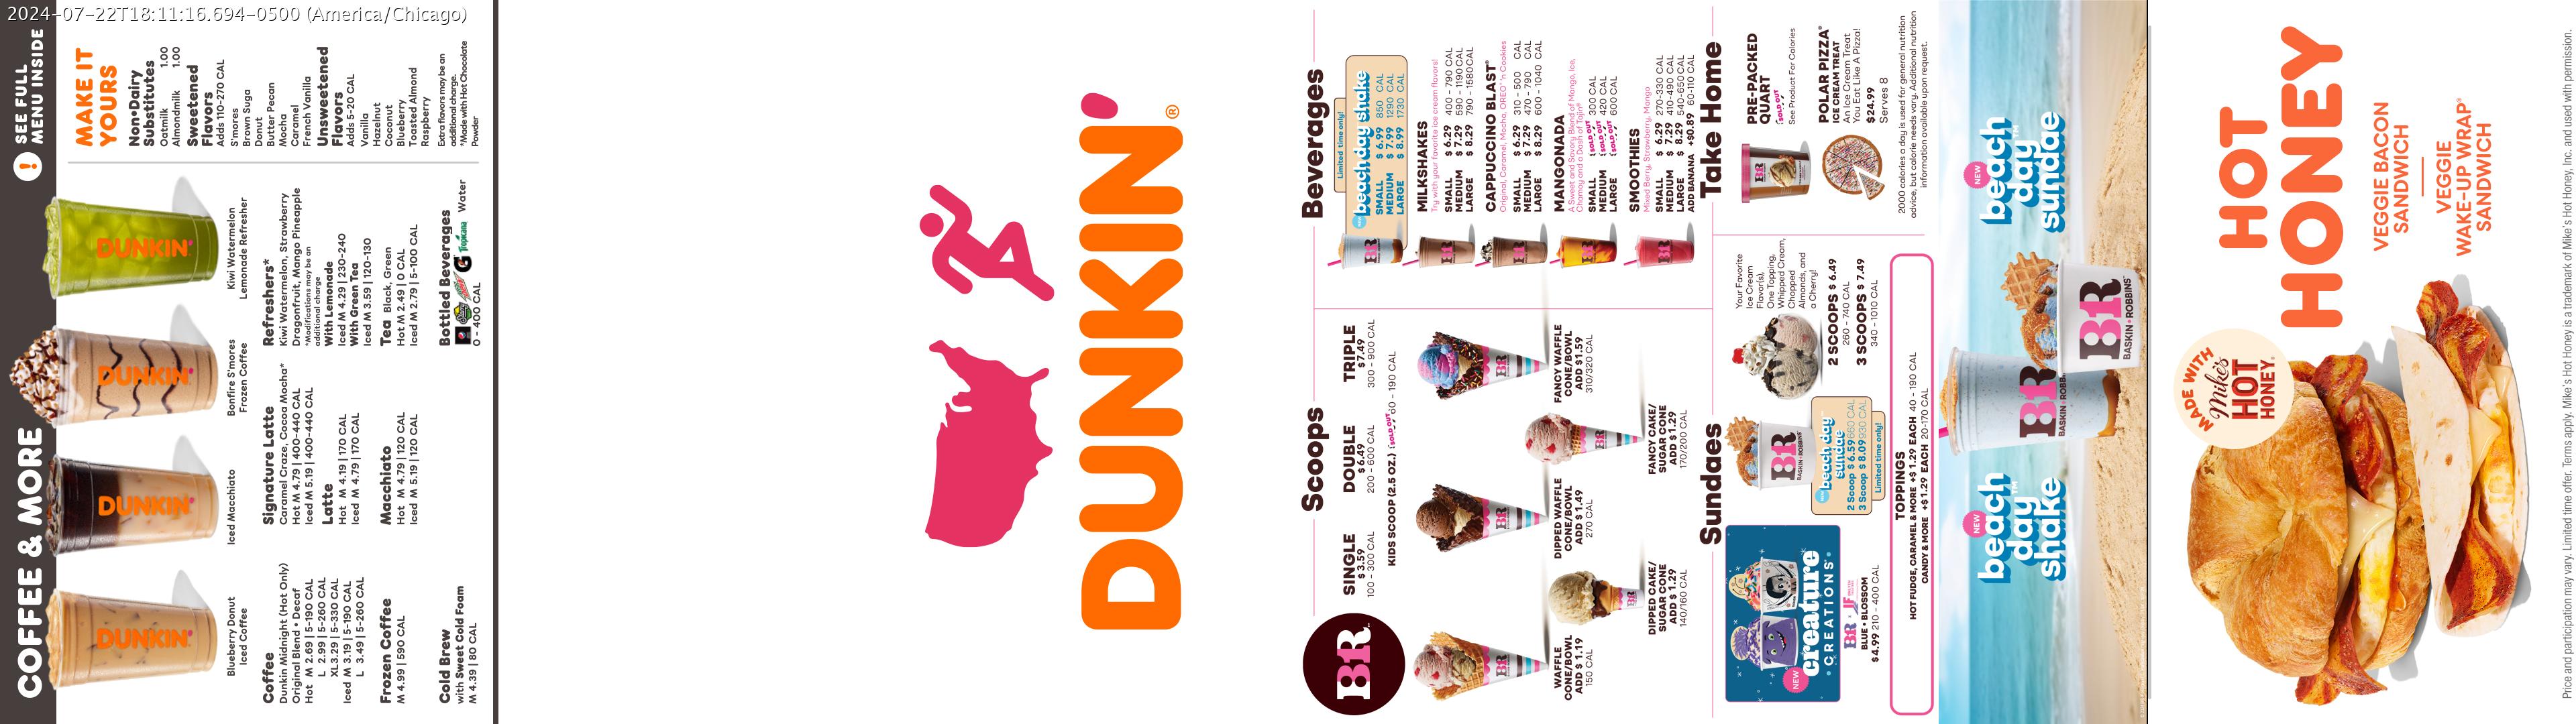 2024-07-22T18:11:16.694-0500 (America/Chicago)
COFFEE & MORE
! SEE FULL
MENU INSIDE
DUNKIN'
DUNKIN'
DUNKIN'
DUNKIN'
Blueberry Donut
Iced Coffee
Iced Macchiato
Bonfire S'mores
Frozen Coffee
Kiwi Watermelon
Lemonade Refresher
Coffee
Dunkin Midnight (Hot Only)
Original Blend • Decaf
Hot M 2.69 | 5-190 CAL
L 2.99 | 5-260 CAL
XL 3.29 | 5-330 CAL
Iced M 3.19 | 5-190 CAL
L 3.49 | 5-260 CAL
Frozen Coffee
M 4.99 | 590 CAL
Cold Brew
with Sweet Cold Foam
M 4.39 | 80 CAL
Signature Latte
Caramel Craze, Cocoa Mocha*
Hot M 4.79 | 400-440 CAL
Iced M 5.19 | 400-440 CAL
Latte
Hot M 4.19 | 170 CAL
Iced M 4.79 | 170 CAL
Macchiato
Hot M 4.79 | 120 CAL
Iced M 5.19 | 120 CAL
Refreshers*
Kiwi Watermelon, Strawberry
Dragonfruit, Mango Pineapple
*Modifications may be an
additional charge
With Lemonade
Iced M 4.29 | 230-240
With Green Tea
Iced M 3.59 | 120-130
Tea Black, Green
Hot M 2.49 | 0 CAL
Iced M 2.79 | 5-100 CAL
Bottled Beverages
G Tropicana Water
0 - 400 CAL
MAKE IT
YOURS
Non•Dairy
Substitutes
Oatmilk 1.00
Almondmilk 1.00
Sweetened
Flavors
Adds 110-270 CAL
S'mores
Brown Suga
Donut
Butter Pecan
Mocha
Caramel
French Vanilla
Unsweetened
Flavors
Adds 5-20 CAL
Vanilla
Hazelnut
Coconut
Blueberry
Toasted Almond
Raspberry
Extra flavors may be an
additional charge.
*Made with Hot Chocolate
Powder
DUNKIN'®
BR
Scoops
SINGLE
$3.59
100 - 300 CAL
DOUBLE
$6.49
200 - 600 CAL
TRIPLE
$7.49
300 - 900 CAL
KIDS SCOOP (2.5 OZ.) SOLD OUT 60 - 190 CAL
WAFFLE
CONE/BOWL
ADD $1.19
150 CAL
DIPPED CAKE/
SUGAR CONE
ADD $1.29
140/160 CAL
DIPPED WAFFLE
CONE/BOWL
ADD $1.49
270 CAL
FANCY CAKE/
SUGAR CONE
ADD $1.29
170/200 CAL
FANCY WAFFLE
CONE/BOWL
ADD $1.59
310/320 CAL
Beverages
Limited time only!
beach day shake
SMALL $ 6.99 850 CAL
MEDIUM $ 7.99 1290 CAL
LARGE $ 8.99 1730 CAL
MILKSHAKES
Try with your favorite ice cream flavors!
SMALL $ 6.29 400 - 790 CAL
MEDIUM $ 7.29 590 - 1190 CAL
LARGE $ 8.29 790 - 1580 CAL
CAPPUCCINO BLAST®
Original, Caramel, Mocha, OREO® 'n Cookies
SMALL $ 6.29 310 - 500 CAL
MEDIUM $ 7.29 470 - 790 CAL
LARGE $ 8.29 600 - 1040 CAL
MANGONADA
A Sweet and Savory Blend of Mango, Ice,
Chamoy and a Dash of Tajín®
SMALL SOLD OUT 300 CAL
MEDIUM SOLD OUT 420 CAL
LARGE SOLD OUT 600 CAL
SMOOTHIES
Mixed Berry, Strawberry, Mango
SMALL $ 6.29 270-330 CAL
MEDIUM $ 7.29 410-490 CAL
LARGE $ 8.29 540-650 CAL
ADD BANANA +$0.89 60-110 CAL
Sundaes
NEW
creature
CREATIONS®
BLUE • BLOSSOM
$4.99 210 - 400 CAL
BR
BASKIN • ROBBINS
beach day
sundae
2 Scoop $6.59 660 CAL
3 Scoop $8.09 930 CAL
Limited time only!
Your Favorite
Ice Cream
Flavor(s),
One Topping,
Whipped Cream,
Chopped
Almonds, and
a Cherry!
2 SCOOPS $ 6.49
260 - 740 CAL
3 SCOOPS $ 7.49
340 - 1010 CAL
TOPPINGS
HOT FUDGE, CARAMEL & MORE +$1.29 EACH 40 - 190 CAL
CANDY & MORE +$1.29 EACH 20-170 CAL
Take Home
PRE-PACKED
QUART
SOLD OUT
See Product For Calories
POLAR PIZZA®
ICE CREAM TREAT
An Ice Cream Treat
You Eat Like A Pizza!
$24.99
Serves 8
2000 calories a day is used for general nutrition
advice, but calorie needs vary. Additional nutrition
information available upon request.
NEW
beach
day
shake
BR
BASKIN • ROBB
BR
BASKIN • ROBBINS
NEW
beach
day
sundae
MADE WITH
Mike's
HOT
HONEY
HOT
HONEY
VEGGIE BACON
SANDWICH
VEGGIE
WAKE-UP WRAP®
SANDWICH
Price and participation may vary. Limited time offer. Terms apply. Mike's Hot Honey is a trademark of Mike's Hot Honey, Inc. and used with permission.